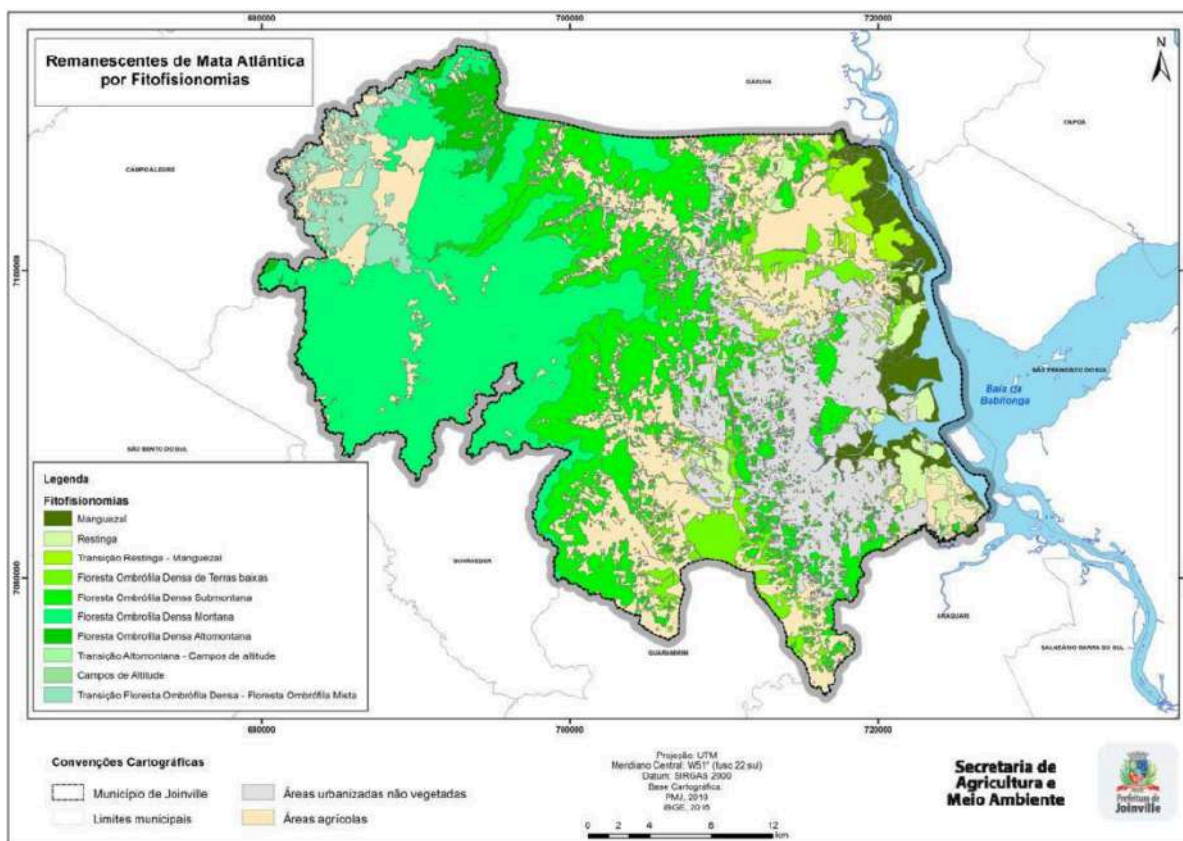 680000 700000 720000
Remanescentes de Mata Atlântica
por Fitofisionomias
N
GARUVA
ITAPOÁ
CAMPO ALEGRE
7100000
7100000
SÃO FRANCISCO DO SUL
Baía da
Babitonga
SÃO BENTO DO SUL
Legenda
Fitofisionomias
Manguezal
Restinga
Transição Restinga - Manguezal
Floresta Ombrófila Densa de Terras baixas
Floresta Ombrófila Densa Submontana
Floresta Ombrófila Densa Montana
Floresta Ombrófila Densa Altomontana
Transição Altomontana - Campos de altitude
Campos de Altitude
Transição Floresta Ombrófila Densa - Floresta Ombrófila Mista
SCHROEDER
7080000
7080000
ARAQUARI
GUARAMIRIM
BALNEÁRIO BARRA DO SUL
680000 700000 720000
Convenções Cartográficas
Município de Joinville
Limites municipais
Áreas urbanizadas não vegetadas
Áreas agrícolas
Projeção: UTM
Meridiano Central: W51° (fuso 22 sul)
Datum: SIRGAS 2000
Base Cartográfica:
PMJ, 2010
0 2 4 8 12
km
Secretaria de
Agricultura e
Meio Ambiente
Prefeitura de
Joinville